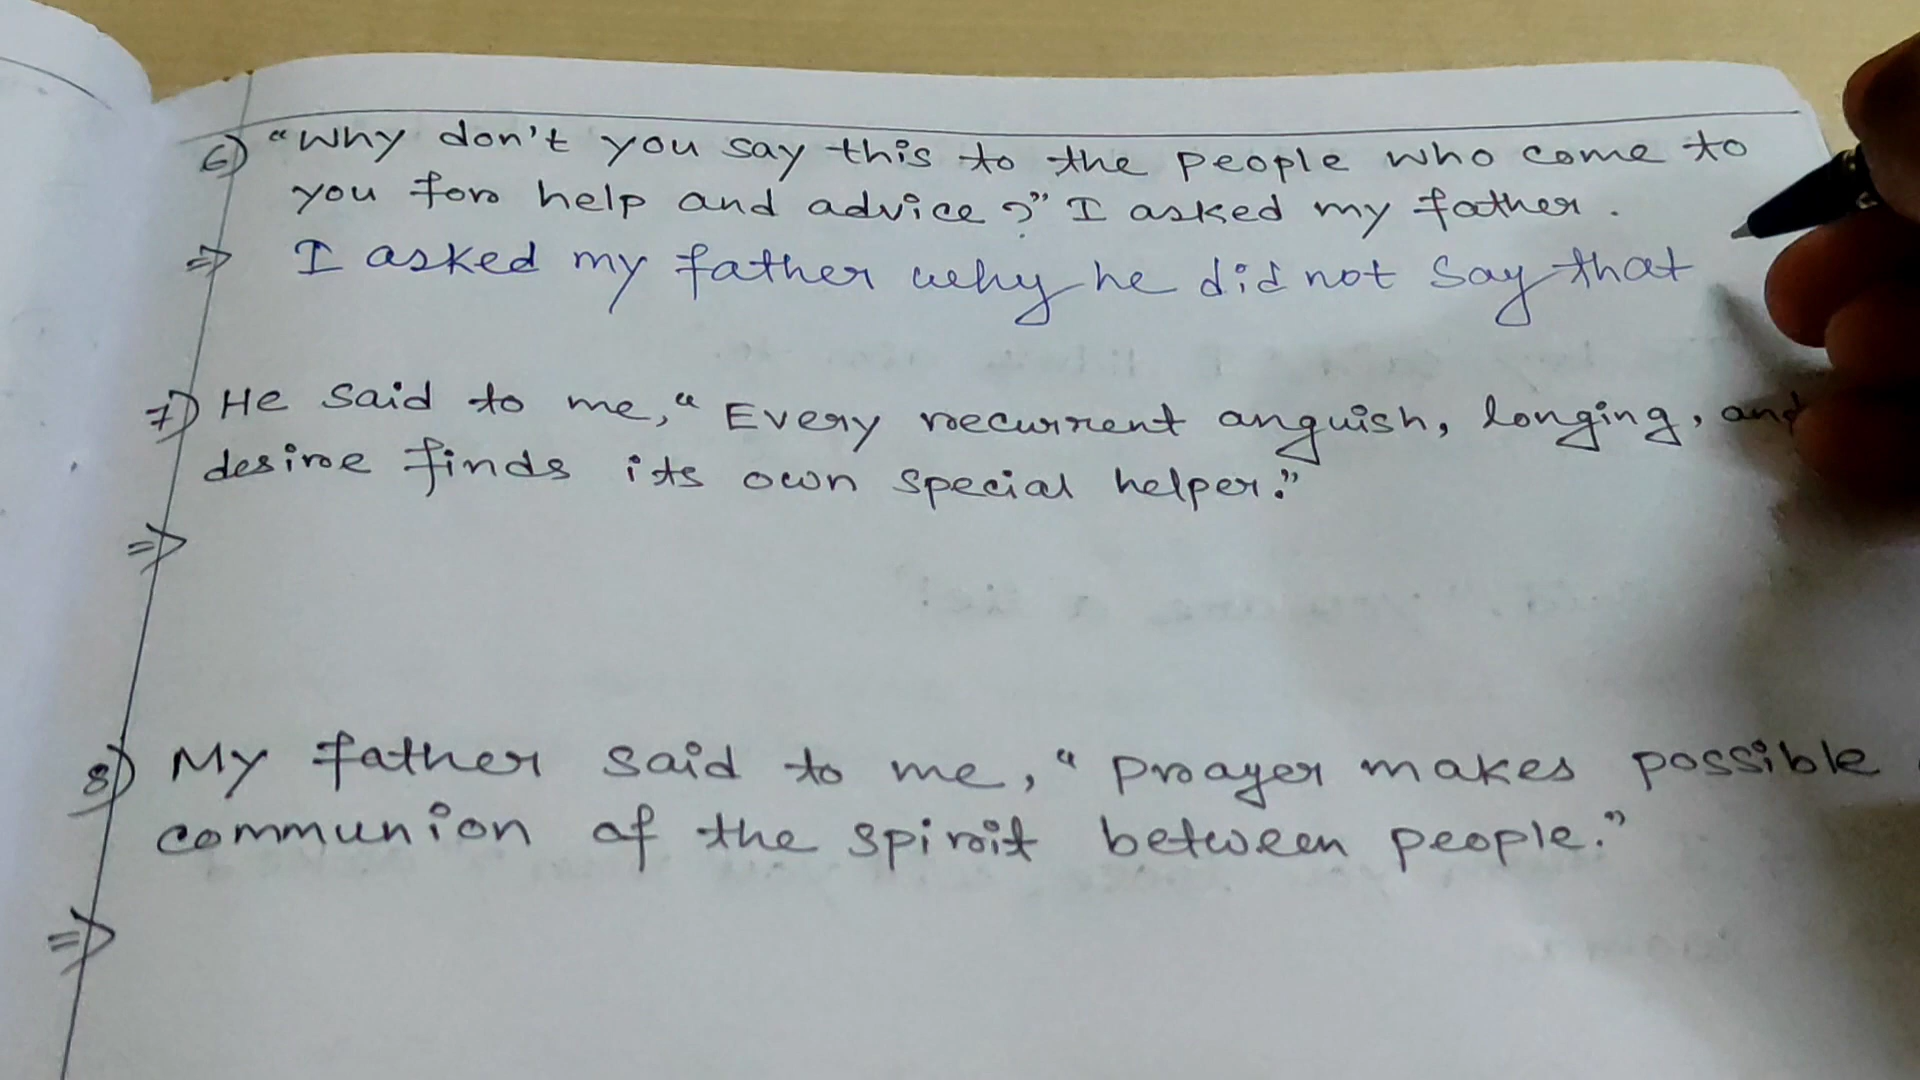 6) "Why don't you say this to the people who come to
you for help and advice?" I asked my father.
⇒ I asked my father why he did not say that
7) He said to me, "Every recurrent anguish, longing, and
desire finds its own special helper."
⇒
8) My father said to me, "prayer makes possible
communion of the spirit between people."
⇒